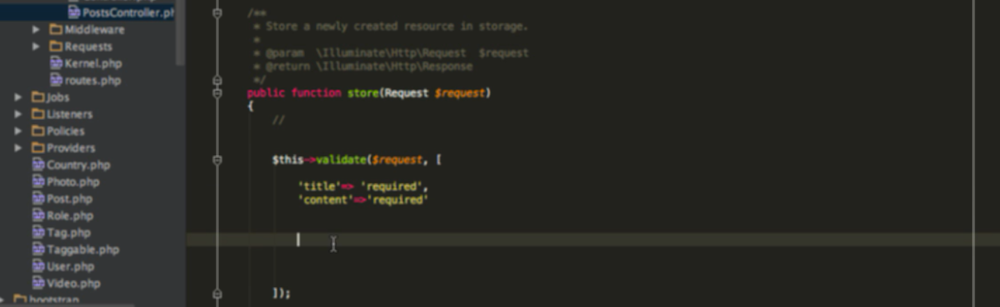 PostsController.ph
Middleware
Requests
Kernel.php
routes.php
Jobs
Listeners
Policies
Providers
Country.php
Photo.php
Post.php
Role.php
Tag.php
Taggable.php
User.php
Video.php
bootstrap
/**
* Store a newly created resource in storage.
*
* @param  \Illuminate\Http\Request  $request
* @return \Illuminate\Http\Response
*/
public function store(Request $request)
{
//
$this->validate($request, [
'title'=> 'required',
'content'=>'required'
]);